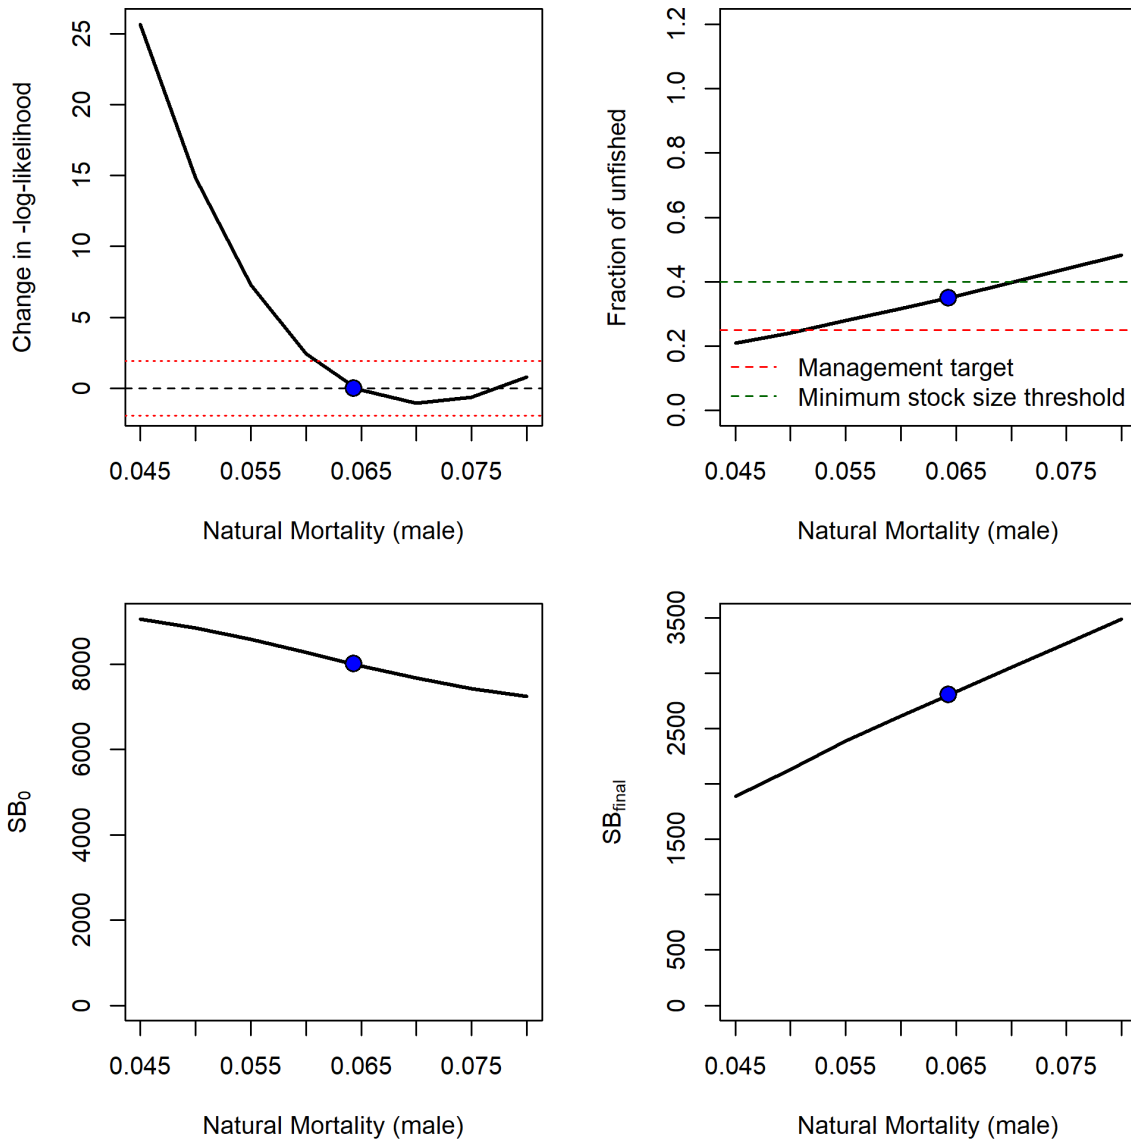 Change in -log-likelihood
25
20
15
10
5
0
0.045 0.055 0.065 0.075
Natural Mortality (male)
Fraction of unfished
1.2
1.0
0.8
0.6
0.4
0.2
0.0
Management target
Minimum stock size threshold
0.045 0.055 0.065 0.075
Natural Mortality (male)
SB0
8000
6000
4000
2000
0
0.045 0.055 0.065 0.075
Natural Mortality (male)
SBfinal
3500
2500
1500
500
0
0.045 0.055 0.065 0.075
Natural Mortality (male)